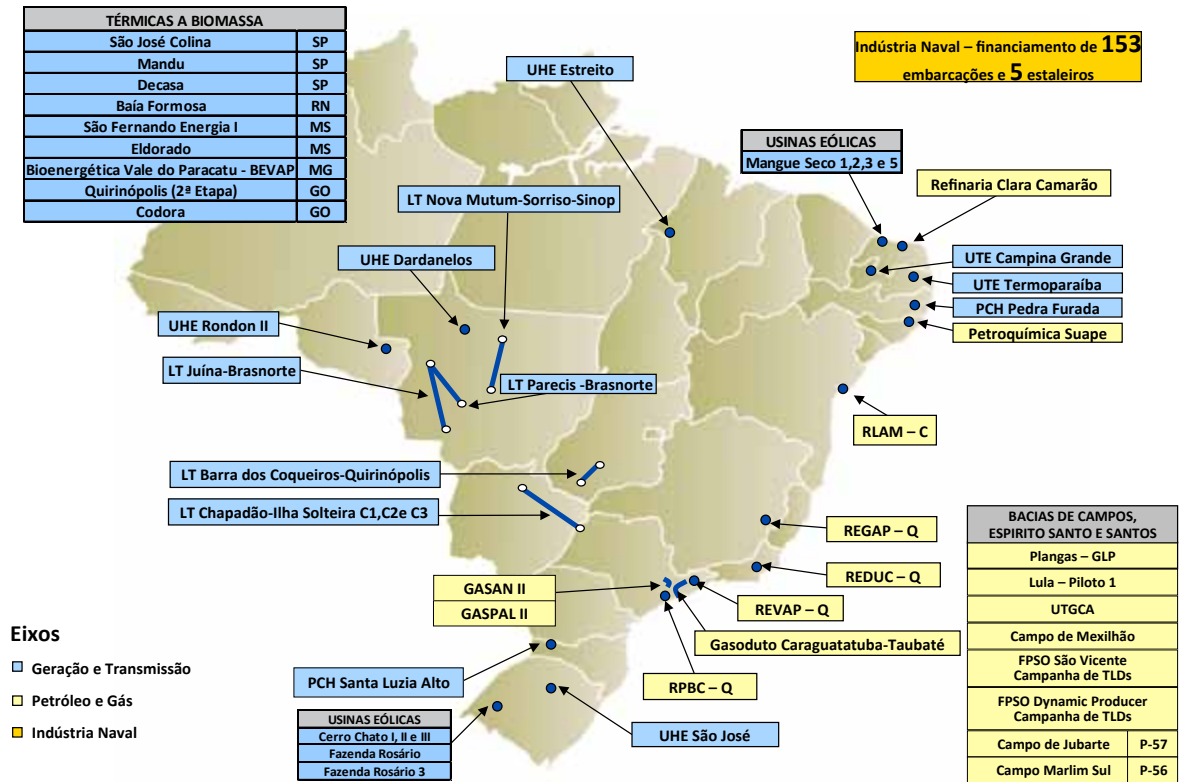 TÉRMICAS A BIOMASSA
São José Colina SP
Mandu SP
Decasa SP
Baía Formosa RN
São Fernando Energia I MS
Eldorado MS
Bioenergética Vale do Paracatu - BEVAP MG
Quirinópolis (2ª Etapa) GO
Codora GO
Indústria Naval – financiamento de 153
embarcações e 5 estaleiros
UHE Estreito
USINAS EÓLICAS
Mangue Seco 1,2,3 e 5
Refinaria Clara Camarão
LT Nova Mutum-Sorriso-Sinop
UHE Dardanelos
UTE Campina Grande
UTE Termoparaíba
PCH Pedra Furada
Petroquímica Suape
UHE Rondon II
LT Juína-Brasnorte
LT Parecis -Brasnorte
RLAM – C
LT Barra dos Coqueiros-Quirinópolis
LT Chapadão-Ilha Solteira C1,C2e C3
REGAP – Q
REDUC – Q
REVAP – Q
GASAN II
GASPAL II
Gasoduto Caraguatatuba-Taubaté
RPBC – Q
PCH Santa Luzia Alto
UHE São José
USINAS EÓLICAS
Cerro Chato I, II e III
Fazenda Rosário
Fazenda Rosário 3
BACIAS DE CAMPOS,
ESPIRITO SANTO E SANTOS
Plangas – GLP
Lula – Piloto 1
UTGCA
Campo de Mexilhão
FPSO São Vicente
Campanha de TLDs
FPSO Dynamic Producer
Campanha de TLDs
Campo de Jubarte P-57
Campo Marlim Sul P-56
Eixos
Geração e Transmissão
Petróleo e Gás
Indústria Naval